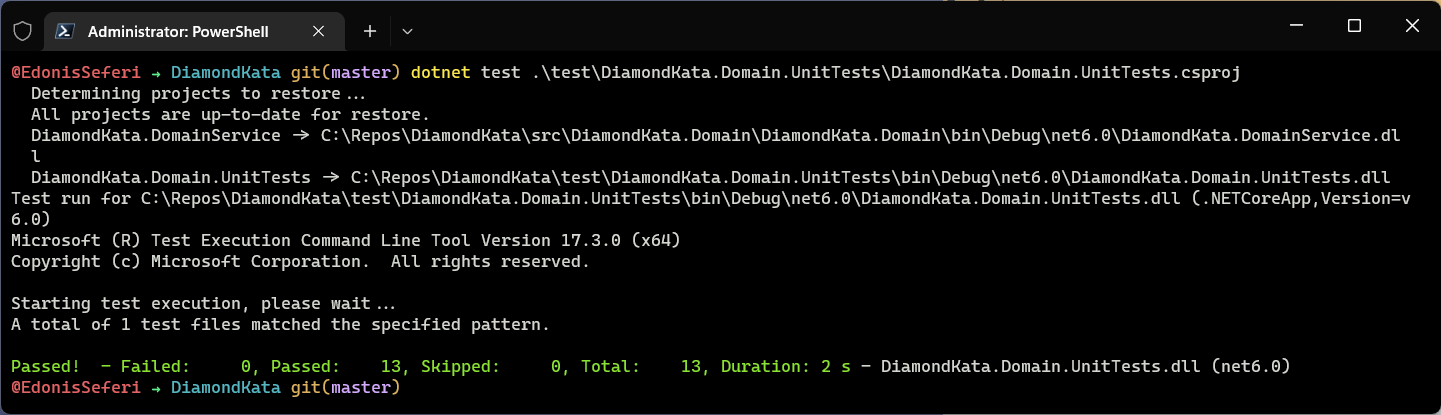 Administrator: PowerShell
@EdonisSeferi → DiamondKata git(master) dotnet test .\test\DiamondKata.Domain.UnitTests\DiamondKata.Domain.UnitTests.csproj
  Determining projects to restore...
  All projects are up-to-date for restore.
  DiamondKata.DomainService -> C:\Repos\DiamondKata\src\DiamondKata.Domain\DiamondKata.Domain\bin\Debug\net6.0\DiamondKata.DomainService.dl
  l
  DiamondKata.Domain.UnitTests -> C:\Repos\DiamondKata\test\DiamondKata.Domain.UnitTests\bin\Debug\net6.0\DiamondKata.Domain.UnitTests.dll
Test run for C:\Repos\DiamondKata\test\DiamondKata.Domain.UnitTests\bin\Debug\net6.0\DiamondKata.Domain.UnitTests.dll (.NETCoreApp,Version=v
6.0)
Microsoft (R) Test Execution Command Line Tool Version 17.3.0 (x64)
Copyright (c) Microsoft Corporation.  All rights reserved.

Starting test execution, please wait...
A total of 1 test files matched the specified pattern.

Passed!  - Failed:     0, Passed:    13, Skipped:     0, Total:    13, Duration: 2 s - DiamondKata.Domain.UnitTests.dll (net6.0)
@EdonisSeferi → DiamondKata git(master)